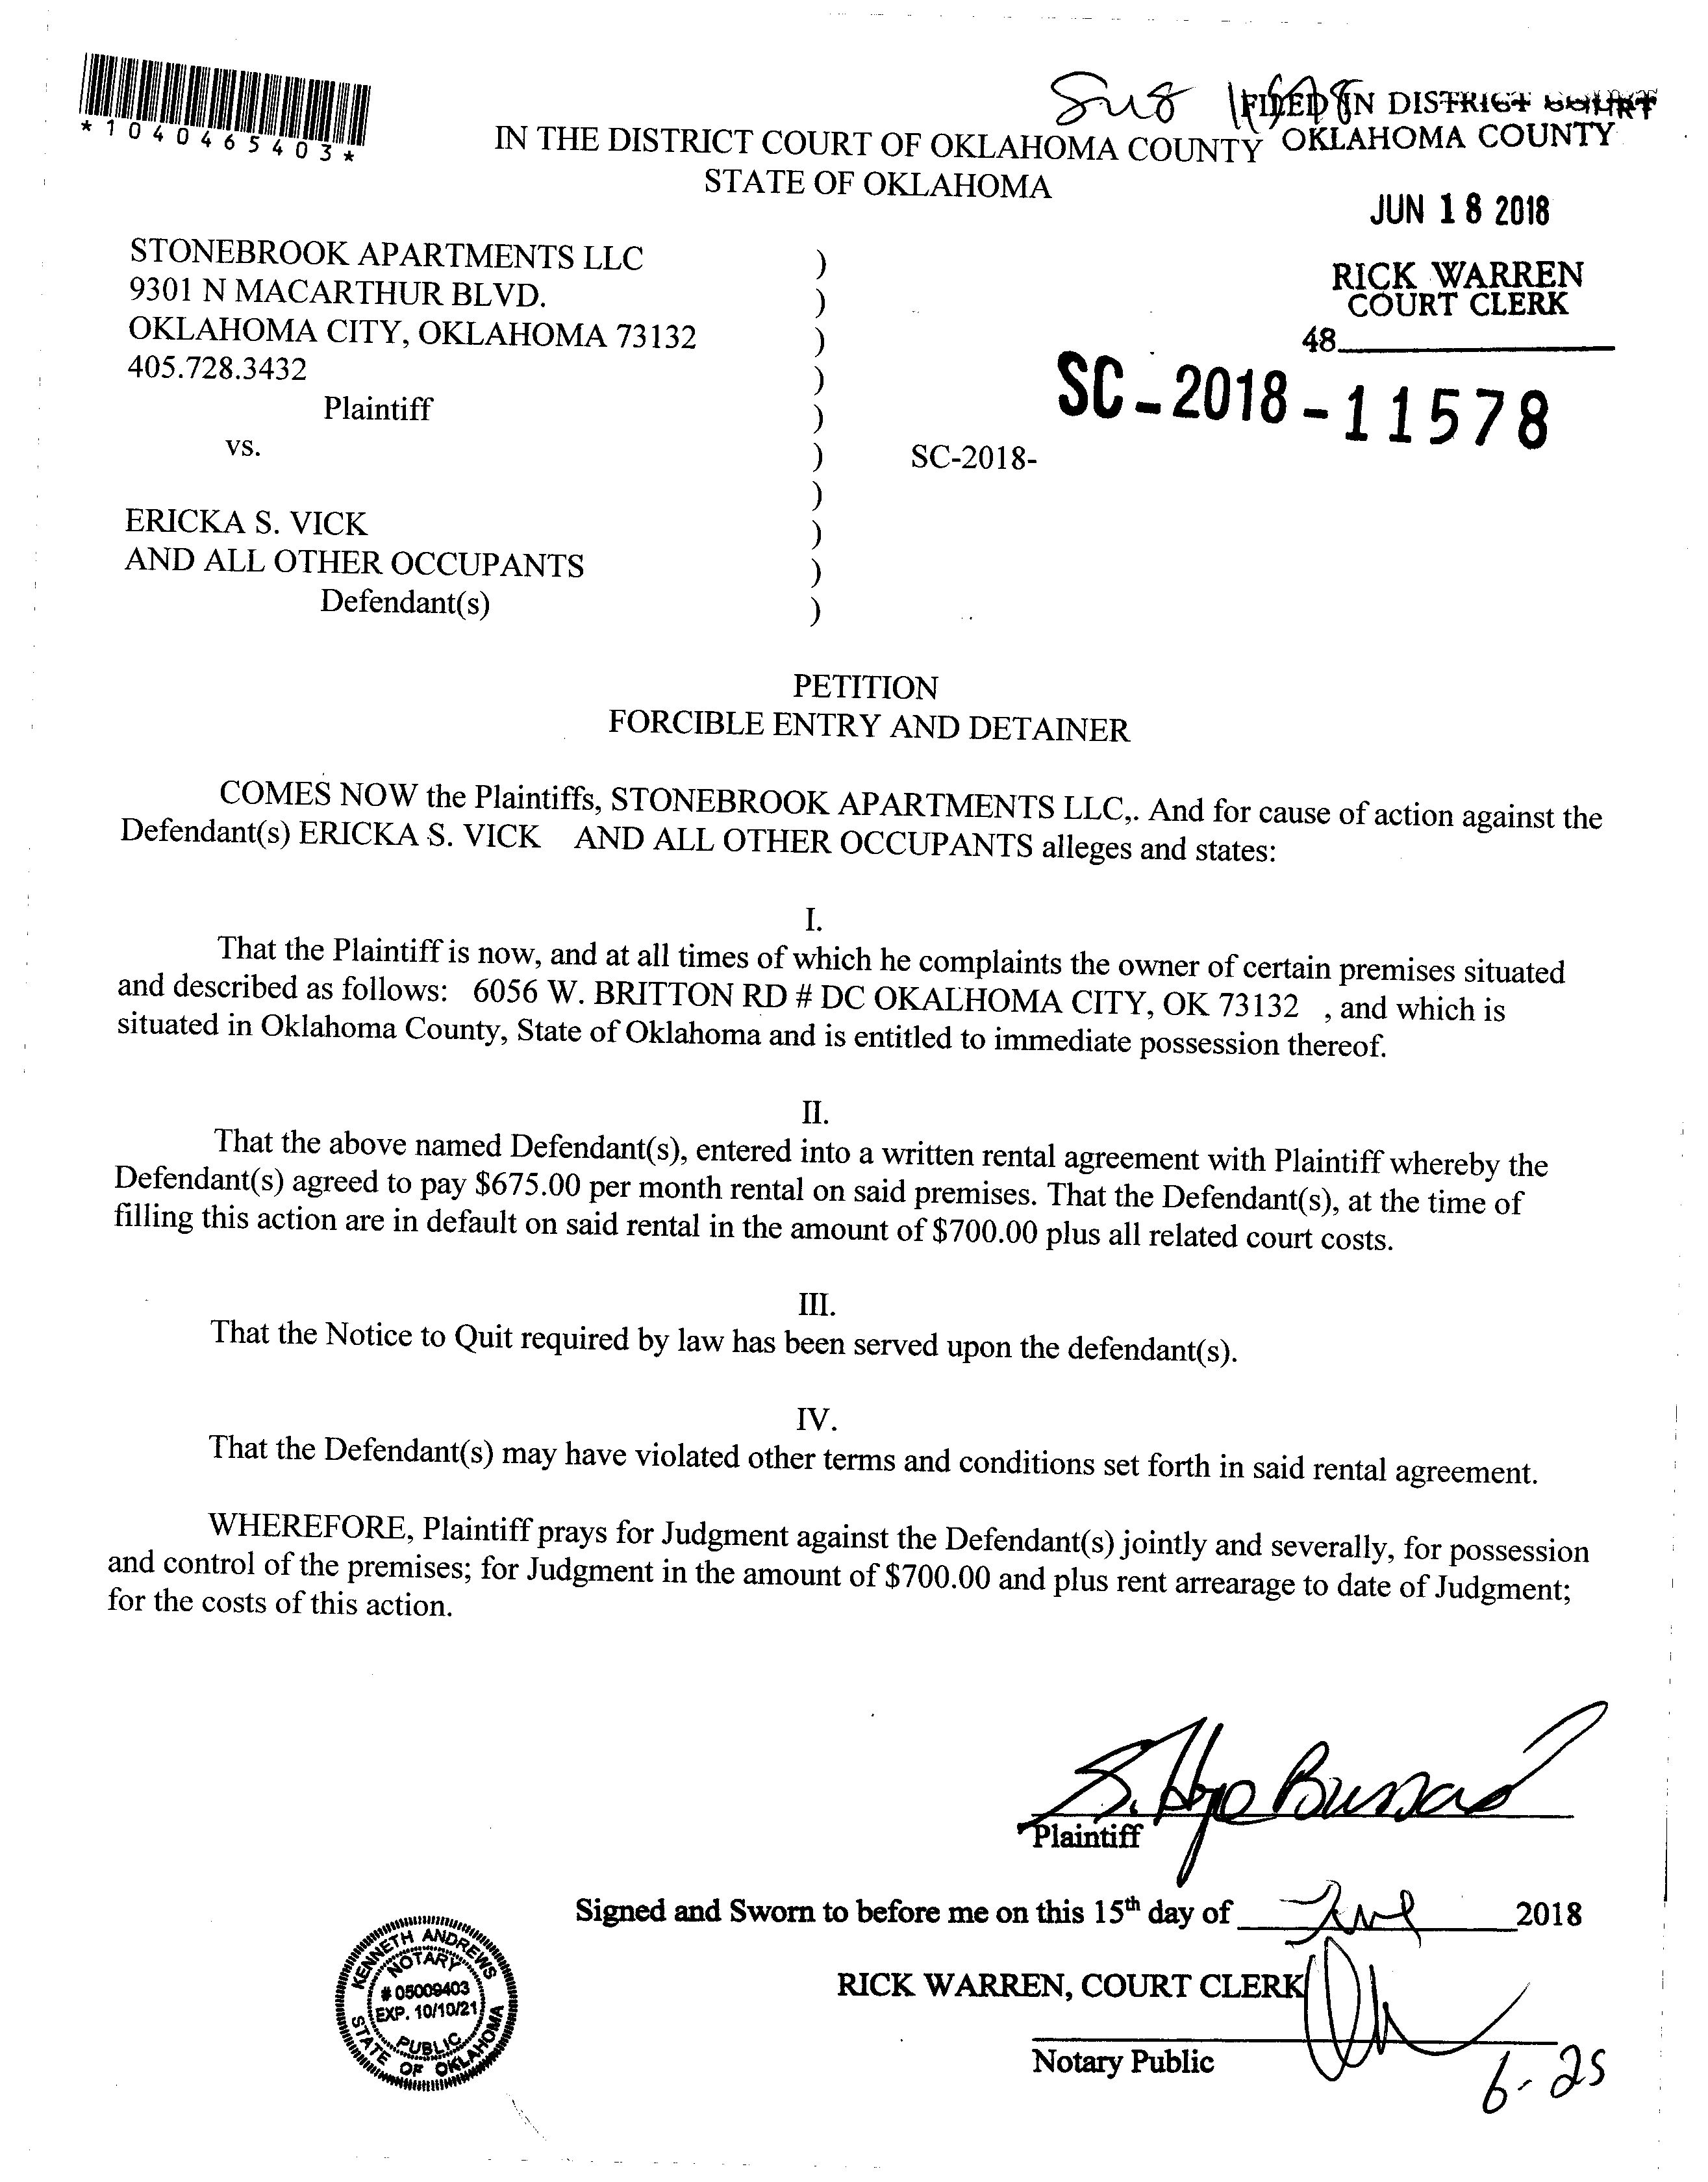 *1040465403*
FILED IN DISTRICT COURT
OKLAHOMA COUNTY
IN THE DISTRICT COURT OF OKLAHOMA COUNTY
STATE OF OKLAHOMA
JUN 18 2018
RICK WARREN
COURT CLERK
48
SC-2018-11578
STONEBROOK APARTMENTS LLC )
9301 N MACARTHUR BLVD. )
OKLAHOMA CITY, OKLAHOMA 73132 )
405.728.3432 )
Plaintiff )
vs. ) SC-2018-
)
ERICKA S. VICK )
AND ALL OTHER OCCUPANTS )
Defendant(s) )
PETITION
FORCIBLE ENTRY AND DETAINER
COMES NOW the Plaintiffs, STONEBROOK APARTMENTS LLC,. And for cause of action against the
Defendant(s) ERICKA S. VICK AND ALL OTHER OCCUPANTS alleges and states:
I.
That the Plaintiff is now, and at all times of which he complaints the owner of certain premises situated
and described as follows: 6056 W. BRITTON RD # DC OKALHOMA CITY, OK 73132 , and which is
situated in Oklahoma County, State of Oklahoma and is entitled to immediate possession thereof.
II.
That the above named Defendant(s), entered into a written rental agreement with Plaintiff whereby the
Defendant(s) agreed to pay $675.00 per month rental on said premises. That the Defendant(s), at the time of
filling this action are in default on said rental in the amount of $700.00 plus all related court costs.
III.
That the Notice to Quit required by law has been served upon the defendant(s).
IV.
That the Defendant(s) may have violated other terms and conditions set forth in said rental agreement.
WHEREFORE, Plaintiff prays for Judgment against the Defendant(s) jointly and severally, for possession
and control of the premises; for Judgment in the amount of $700.00 and plus rent arrearage to date of Judgment;
for the costs of this action.
S. Hope
Plaintiff
Signed and Sworn to before me on this 15th day of June 2018
RICK WARREN, COURT CLERK
Notary Public
6-25
KENNETH ANDREWS
NOTARY
# 05009403
EXP. 10/10/21
PUBLIC
STATE OF OKLAHOMA